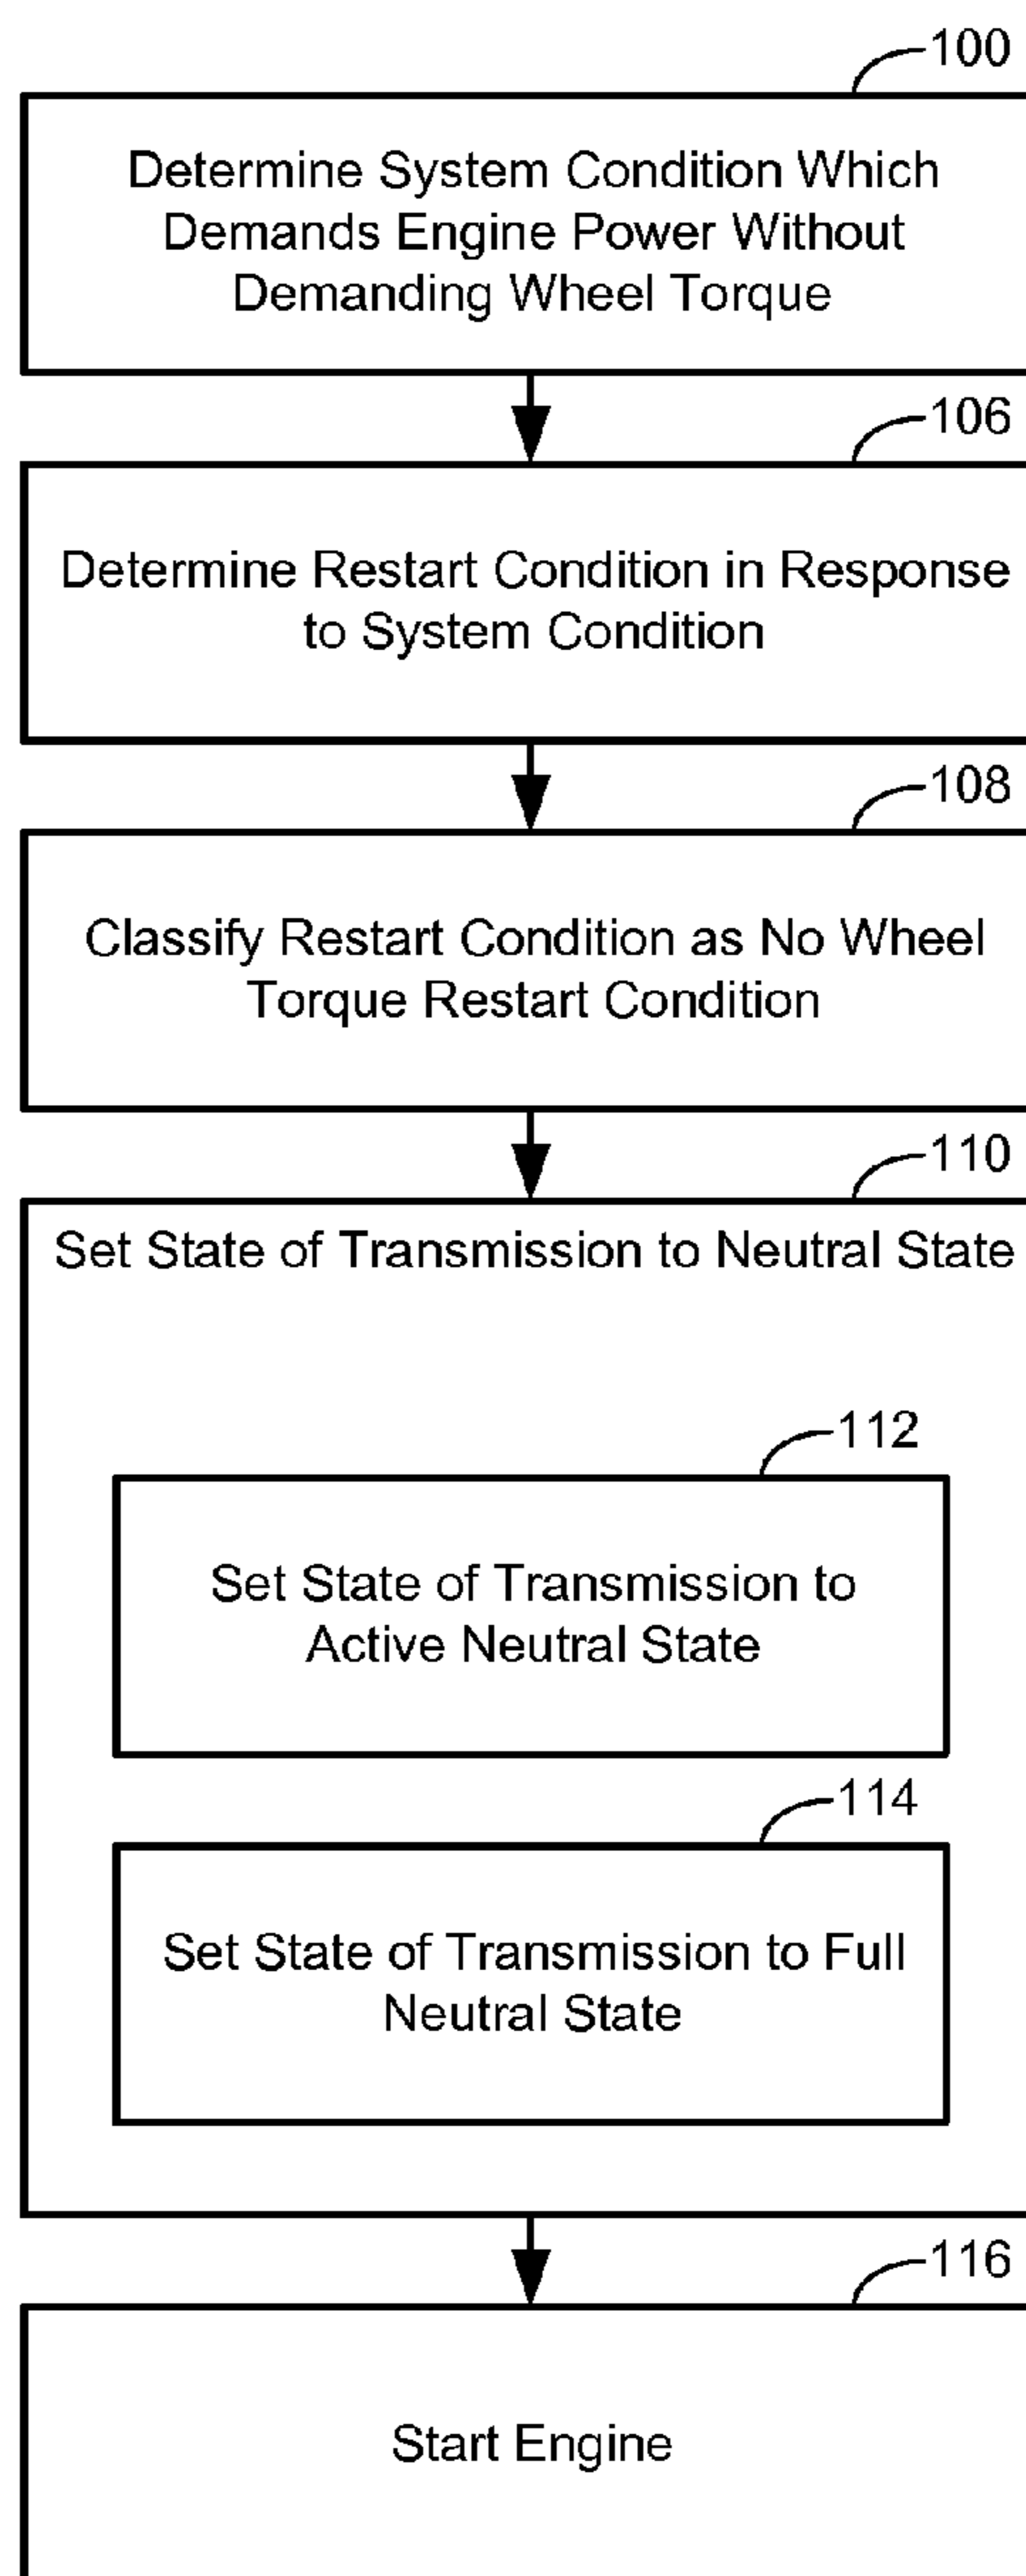 100
Determine System Condition Which
Demands Engine Power Without
Demanding Wheel Torque
106
Determine Restart Condition in Response
to System Condition
108
Classify Restart Condition as No Wheel
Torque Restart Condition
110
Set State of Transmission to Neutral State
112
Set State of Transmission to
Active Neutral State
114
Set State of Transmission to Full
Neutral State
116
Start Engine